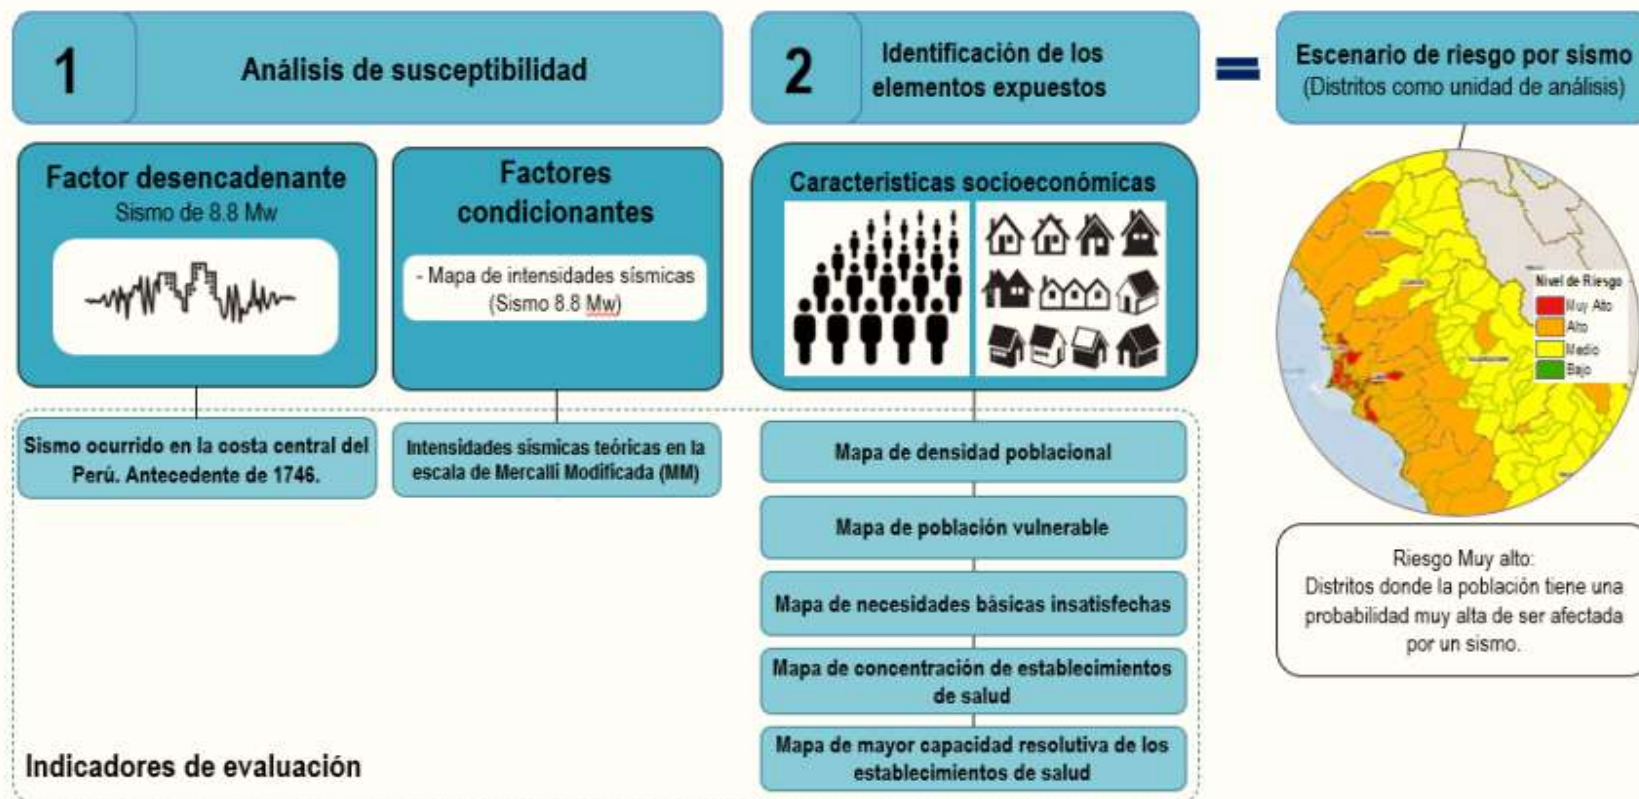 1
Análisis de susceptibilidad
2
Identificación de los
elementos expuestos
=
Escenario de riesgo por sismo
(Distritos como unidad de análisis)
Factor desencadenante
Sismo de 8.8 Mw
Factores
condicionantes
- Mapa de intensidades sísmicas
(Sismo 8.8 Mw)
Características socioeconómicas
Nivel de Riesgo
Muy Alto
Alto
Medio
Bajo
Sismo ocurrido en la costa central del
Perú. Antecedente de 1746.
Intensidades sísmicas teóricas en la
escala de Mercalli Modificada (MM)
Mapa de densidad poblacional
Mapa de población vulnerable
Mapa de necesidades básicas insatisfechas
Mapa de concentración de establecimientos
de salud
Mapa de mayor capacidad resolutiva de los
establecimientos de salud
Indicadores de evaluación
Riesgo Muy alto:
Distritos donde la población tiene una
probabilidad muy alta de ser afectada
por un sismo.